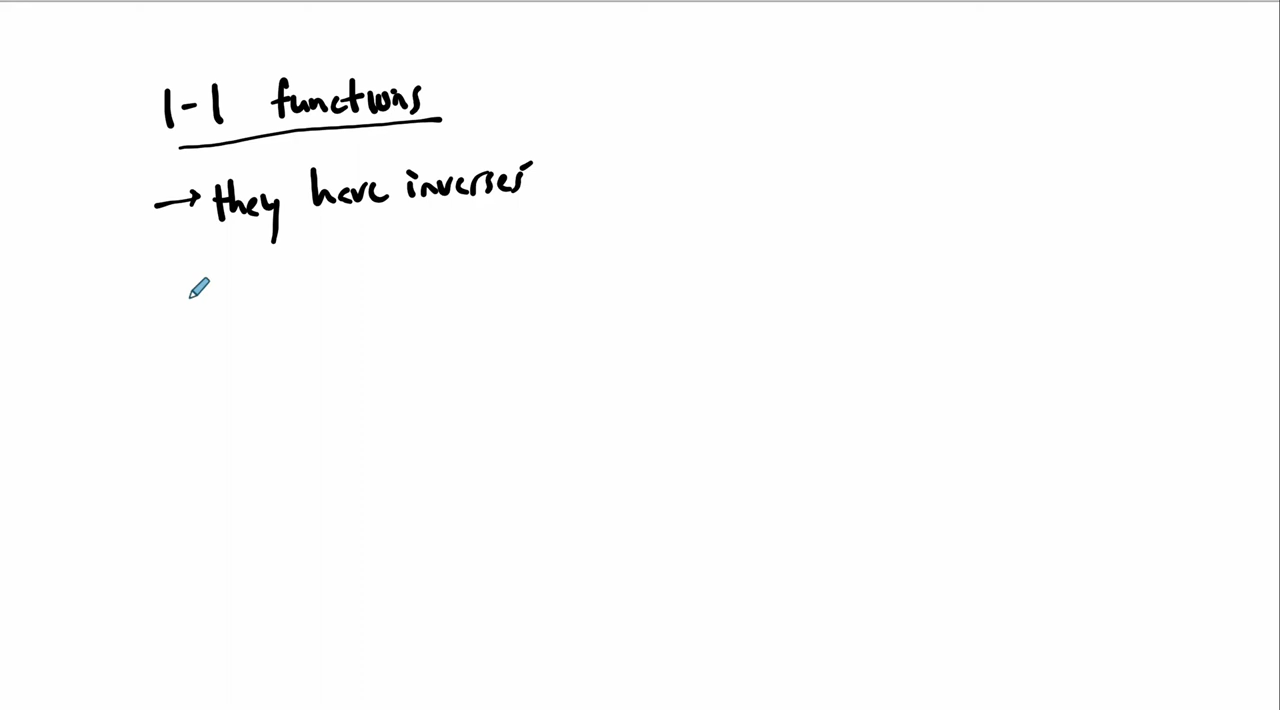 1-1 functions
→ they have inverses